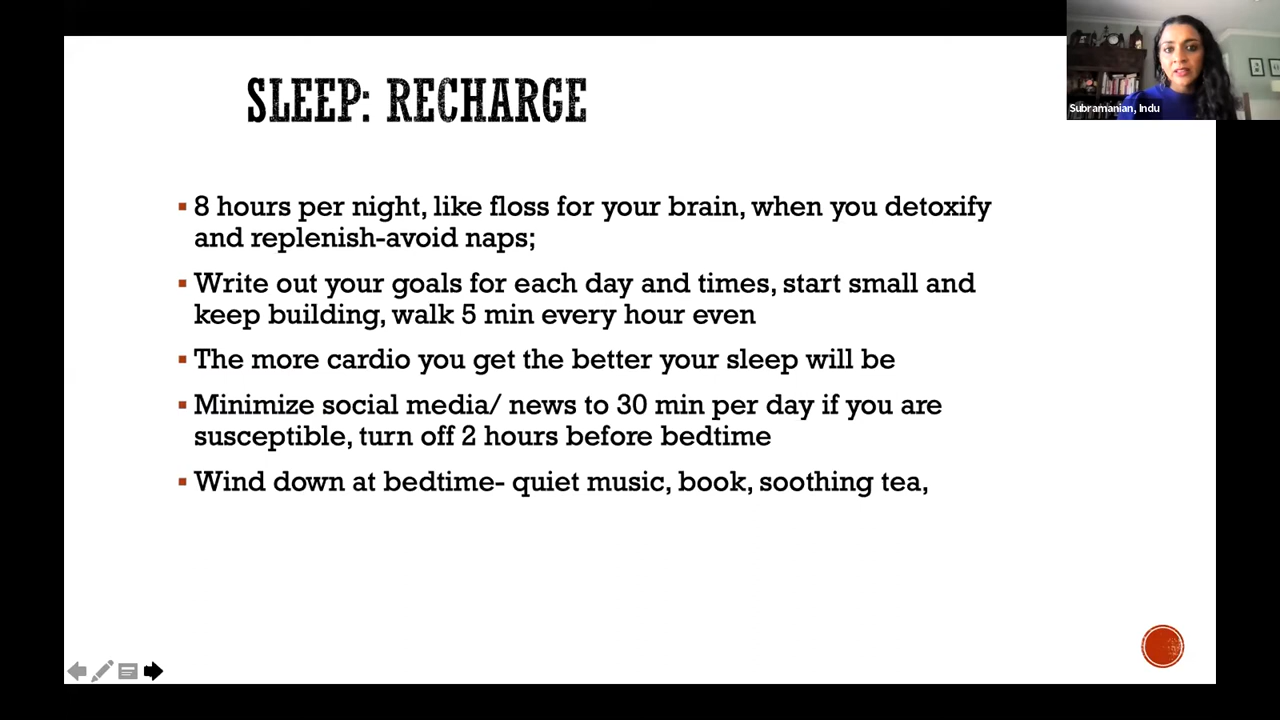 SLEEP: RECHARGE
Subramanian, Indu
8 hours per night, like floss for your brain, when you detoxify
and replenish-avoid naps;
Write out your goals for each day and times, start small and
keep building, walk 5 min every hour even
The more cardio you get the better your sleep will be
Minimize social media/ news to 30 min per day if you are
susceptible, turn off 2 hours before bedtime
Wind down at bedtime- quiet music, book, soothing tea,